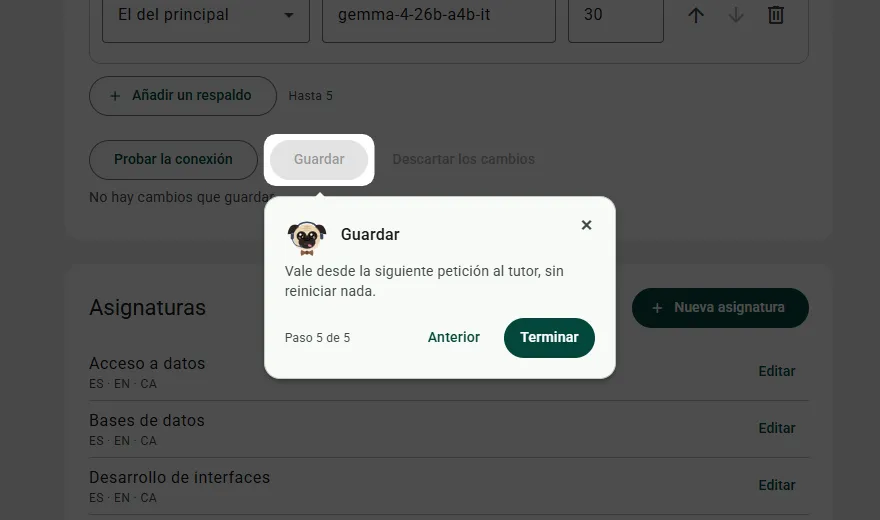 El del principal
gemma-4-26b-a4b-it
30
+ Añadir un respaldo
Hasta 5
Probar la conexión
Guardar
Descartar los cambios
No hay cambios que guardar
Guardar
Vale desde la siguiente petición al tutor, sin
reiniciar nada.
Paso 5 de 5
Anterior
Terminar
Asignaturas
+ Nueva asignatura
Acceso a datos
ES · EN · CA
Editar
Bases de datos
ES · EN · CA
Editar
Desarrollo de interfaces
ES · EN · CA
Editar